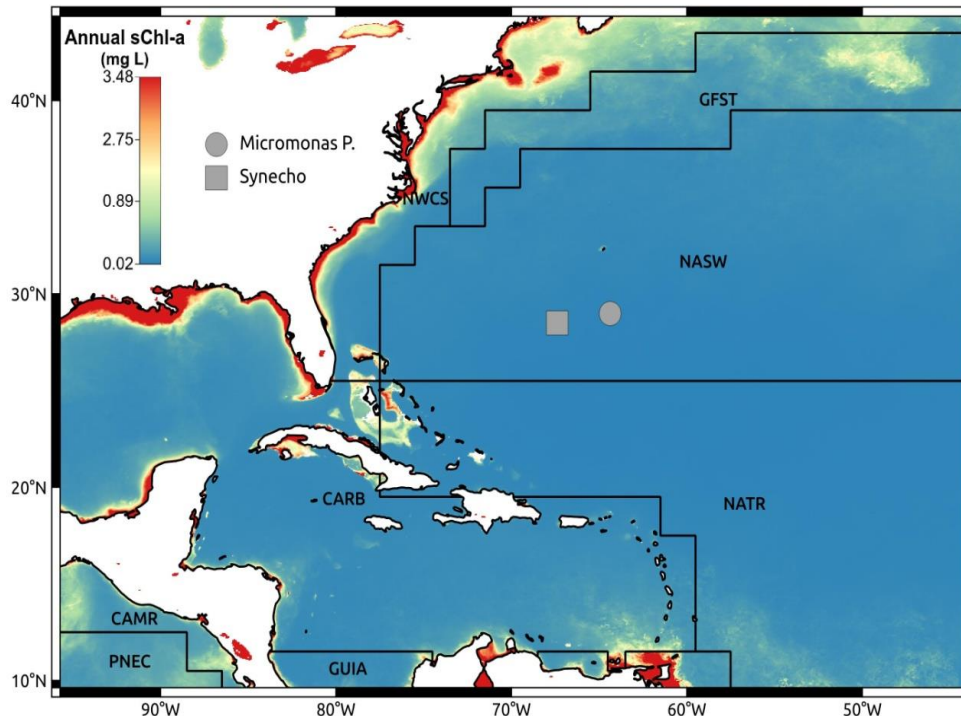 Annual sChl-a
(mg L)
3.48
2.75
0.89
0.02
Micromonas P.
Synecho
40°N
30°N
20°N
10°N
GFST
NWCS
NASW
CARB
NATR
CAMR
PNEC
GUIA
90°W
80°W
70°W
60°W
50°W